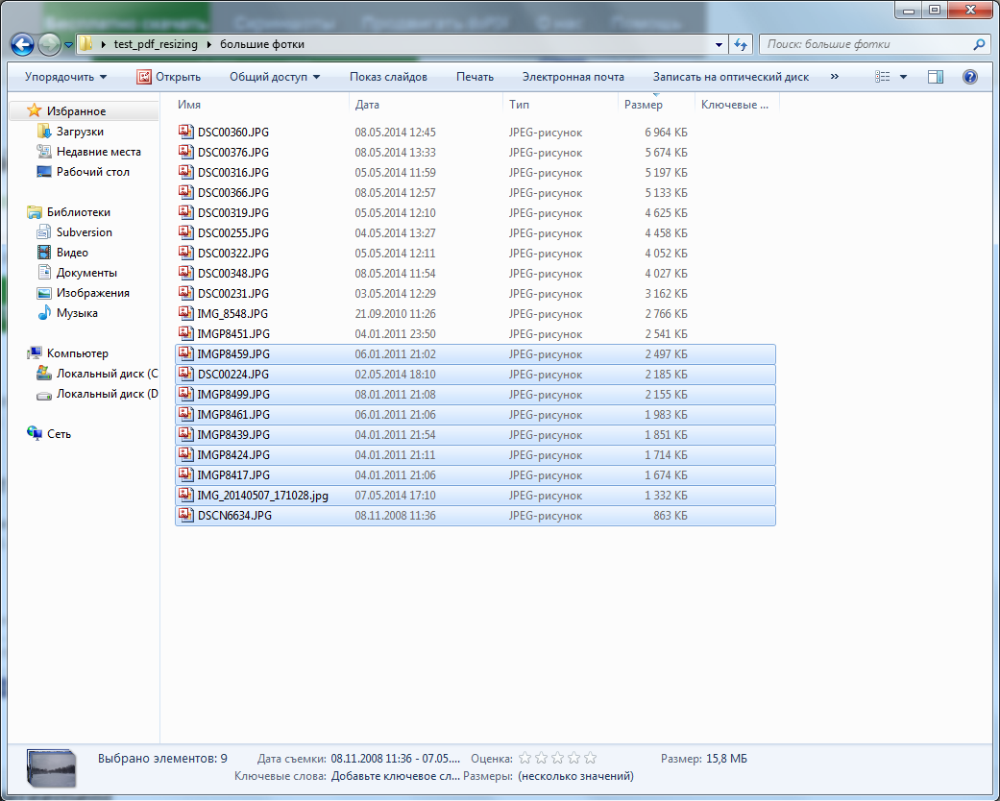 Бесплатно скачать Скриншоты Продвигать О нас Помощь
test_pdf_resizing большие фотки Поиск: большие фотки
Упорядочить Открыть Общий доступ Показ слайдов Печать Электронная почта Записать на оптический диск »
Имя Дата Тип Размер Ключевые ...
Избранное
Загрузки
Недавние места
Рабочий стол
Библиотеки
Subversion
Видео
Документы
Изображения
Музыка
Компьютер
Локальный диск (C
Локальный диск (D
Сеть
DSC00360.JPG 08.05.2014 12:45 JPEG-рисунок 6 964 КБ
DSC00376.JPG 08.05.2014 13:33 JPEG-рисунок 5 674 КБ
DSC00316.JPG 05.05.2014 11:59 JPEG-рисунок 5 197 КБ
DSC00366.JPG 08.05.2014 12:57 JPEG-рисунок 5 133 КБ
DSC00319.JPG 05.05.2014 12:10 JPEG-рисунок 4 625 КБ
DSC00255.JPG 04.05.2014 13:27 JPEG-рисунок 4 458 КБ
DSC00322.JPG 05.05.2014 12:11 JPEG-рисунок 4 052 КБ
DSC00348.JPG 08.05.2014 11:54 JPEG-рисунок 4 027 КБ
DSC00231.JPG 03.05.2014 12:29 JPEG-рисунок 3 162 КБ
IMG_8548.JPG 21.09.2010 11:26 JPEG-рисунок 2 766 КБ
IMGP8451.JPG 04.01.2011 23:50 JPEG-рисунок 2 541 КБ
IMGP8459.JPG 06.01.2011 21:02 JPEG-рисунок 2 497 КБ
DSC00224.JPG 02.05.2014 18:10 JPEG-рисунок 2 185 КБ
IMGP8499.JPG 08.01.2011 21:08 JPEG-рисунок 2 155 КБ
IMGP8461.JPG 06.01.2011 21:06 JPEG-рисунок 1 983 КБ
IMGP8439.JPG 04.01.2011 21:54 JPEG-рисунок 1 851 КБ
IMGP8424.JPG 04.01.2011 21:11 JPEG-рисунок 1 714 КБ
IMGP8417.JPG 04.01.2011 21:06 JPEG-рисунок 1 674 КБ
IMG_20140507_171028.jpg 07.05.2014 17:10 JPEG-рисунок 1 332 КБ
DSCN6634.JPG 08.11.2008 11:36 JPEG-рисунок 863 КБ
Выбрано элементов: 9 Дата съемки: 08.11.2008 11:36 - 07.05.... Оценка: Размер: 15,8 МБ
Ключевые слова: Добавьте ключевое сл... Размеры: (несколько значений)